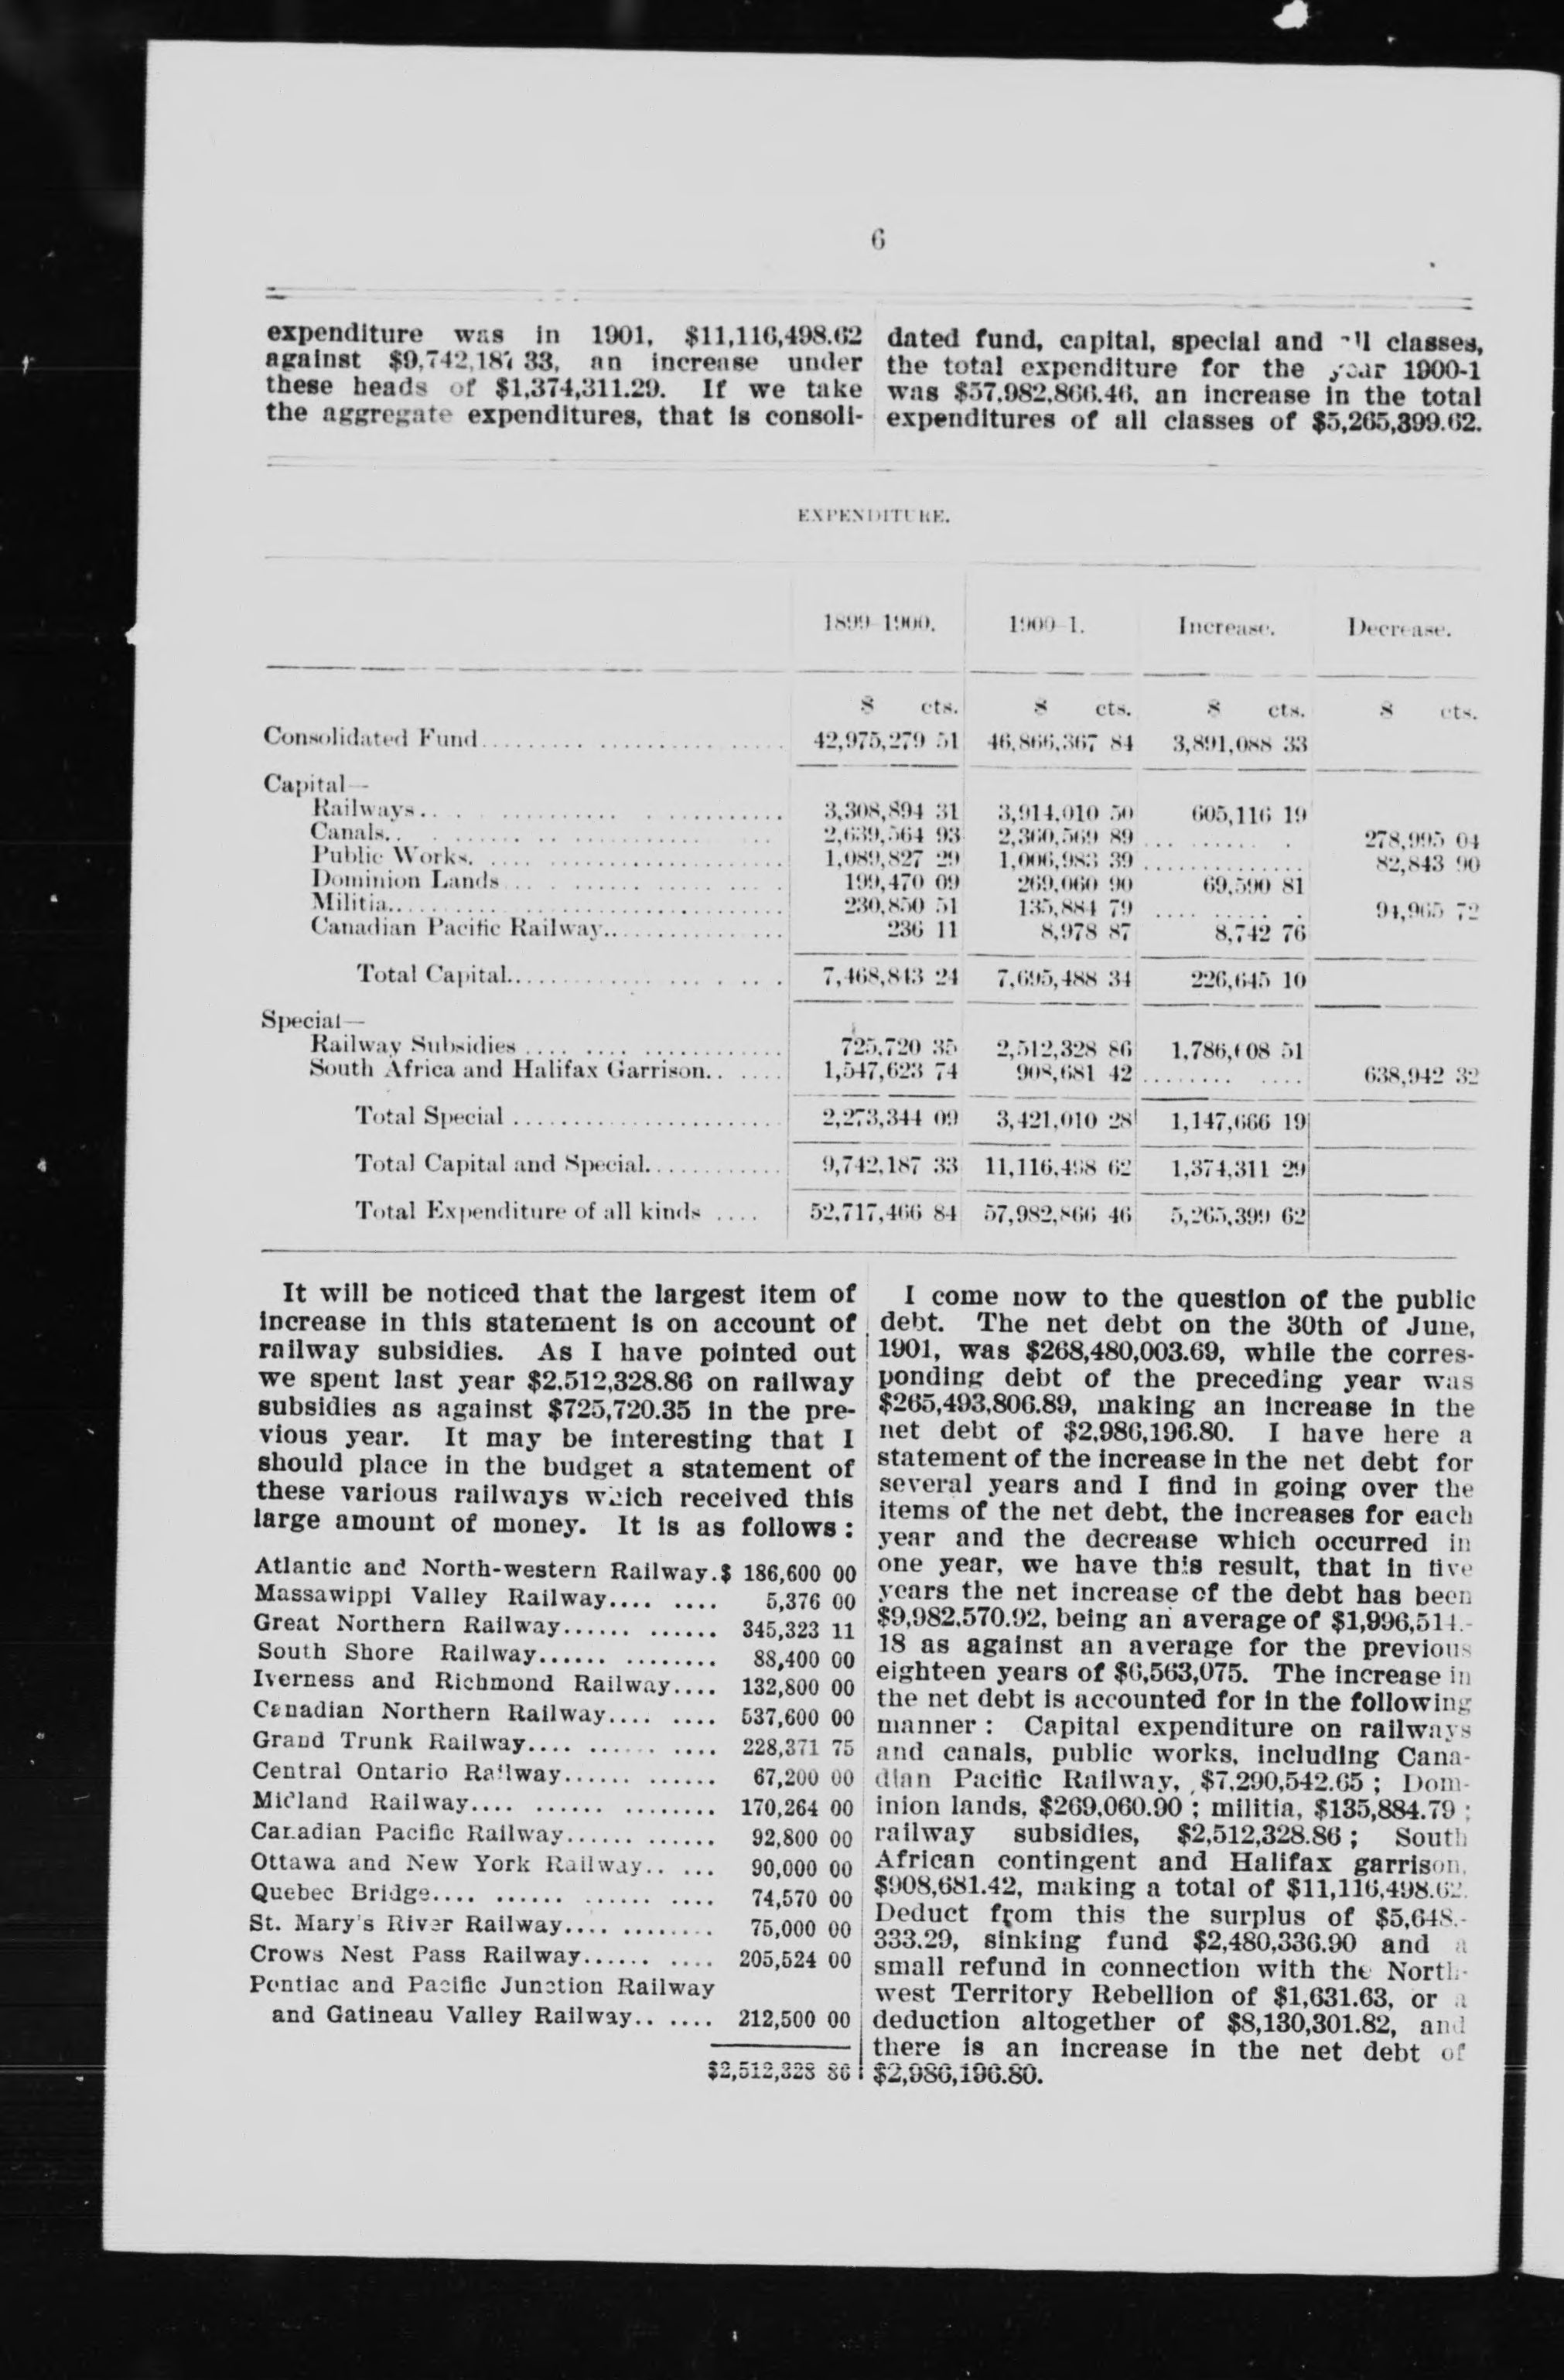 6
expenditure was in 1901, $11,116,498.62
against $9,742,187 33, an increase under
these heads of $1,374,311.29. If we take
the aggregate expenditures, that is consoli-
dated fund, capital, special and all classes,
the total expenditure for the year 1900-1
was $57,982,866.46, an increase in the total
expenditures of all classes of $5,265,399.62.
EXPENDITURE.
1899-1900. 1900-1. Increase. Decrease.
$ cts. $ cts. $ cts. $ cts.
Consolidated Fund 42,975,279 51 46,866,367 84 3,891,088 33
Capital—
Railways 3,308,894 31 3,914,010 50 605,116 19
Canals 2,639,564 93 2,360,569 89 278,995 04
Public Works 1,089,827 29 1,006,983 39 82,843 90
Dominion Lands 199,470 09 269,060 90 69,590 81
Militia 230,850 51 135,884 79 94,965 72
Canadian Pacific Railway 236 11 8,978 87 8,742 76
Total Capital 7,468,843 24 7,695,488 34 226,645 10
Special—
Railway Subsidies 725,720 35 2,512,328 86 1,786,608 51
South Africa and Halifax Garrison 1,547,623 74 908,681 42 638,942 32
Total Special 2,273,344 09 3,421,010 28 1,147,666 19
Total Capital and Special 9,742,187 33 11,116,498 62 1,374,311 29
Total Expenditure of all kinds 52,717,466 84 57,982,866 46 5,265,399 62
It will be noticed that the largest item of
increase in this statement is on account of
railway subsidies. As I have pointed out
we spent last year $2,512,328.86 on railway
subsidies as against $725,720.35 in the pre-
vious year. It may be interesting that I
should place in the budget a statement of
these various railways which received this
large amount of money. It is as follows :
Atlantic and North-western Railway.$ 186,600 00
Massawippi Valley Railway.... .... 5,376 00
Great Northern Railway...... ...... 345,323 11
South Shore Railway...... ........ 88,400 00
Iverness and Richmond Railway.... 132,800 00
Canadian Northern Railway.... .... 537,600 00
Grand Trunk Railway.... ...... .... 228,371 75
Central Ontario Railway...... ...... 67,200 00
Midland Railway.... ...... ........ 170,264 00
Canadian Pacific Railway...... ...... 92,800 00
Ottawa and New York Railway.. ... 90,000 00
Quebec Bridge.... ...... ...... .... 74,570 00
St. Mary's River Railway.... ........ 75,000 00
Crows Nest Pass Railway...... .... 205,524 00
Pontiac and Pacific Junction Railway
and Gatineau Valley Railway.. .... 212,500 00
$2,512,328 86
I come now to the question of the public
debt. The net debt on the 30th of June,
1901, was $268,480,003.69, while the corres-
ponding debt of the preceding year was
$265,493,806.89, making an increase in the
net debt of $2,986,196.80. I have here a
statement of the increase in the net debt for
several years and I find in going over the
items of the net debt, the increases for each
year and the decrease which occurred in
one year, we have this result, that in five
years the net increase of the debt has been
$9,982,570.92, being an average of $1,996,514.-
18 as against an average for the previous
eighteen years of $6,563,075. The increase in
the net debt is accounted for in the following
manner : Capital expenditure on railways
and canals, public works, including Cana-
dian Pacific Railway, $7,290,542.65 ; Dom-
inion lands, $269,060.90 ; militia, $135,884.79 ;
railway subsidies, $2,512,328.86 ; South
African contingent and Halifax garrison,
$908,681.42, making a total of $11,116,498.62.
Deduct from this the surplus of $5,648,-
333.29, sinking fund $2,480,336.90 and a
small refund in connection with the North-
west Territory Rebellion of $1,631.63, or a
deduction altogether of $8,130,301.82, and
there is an increase in the net debt of
$2,986,196.80.